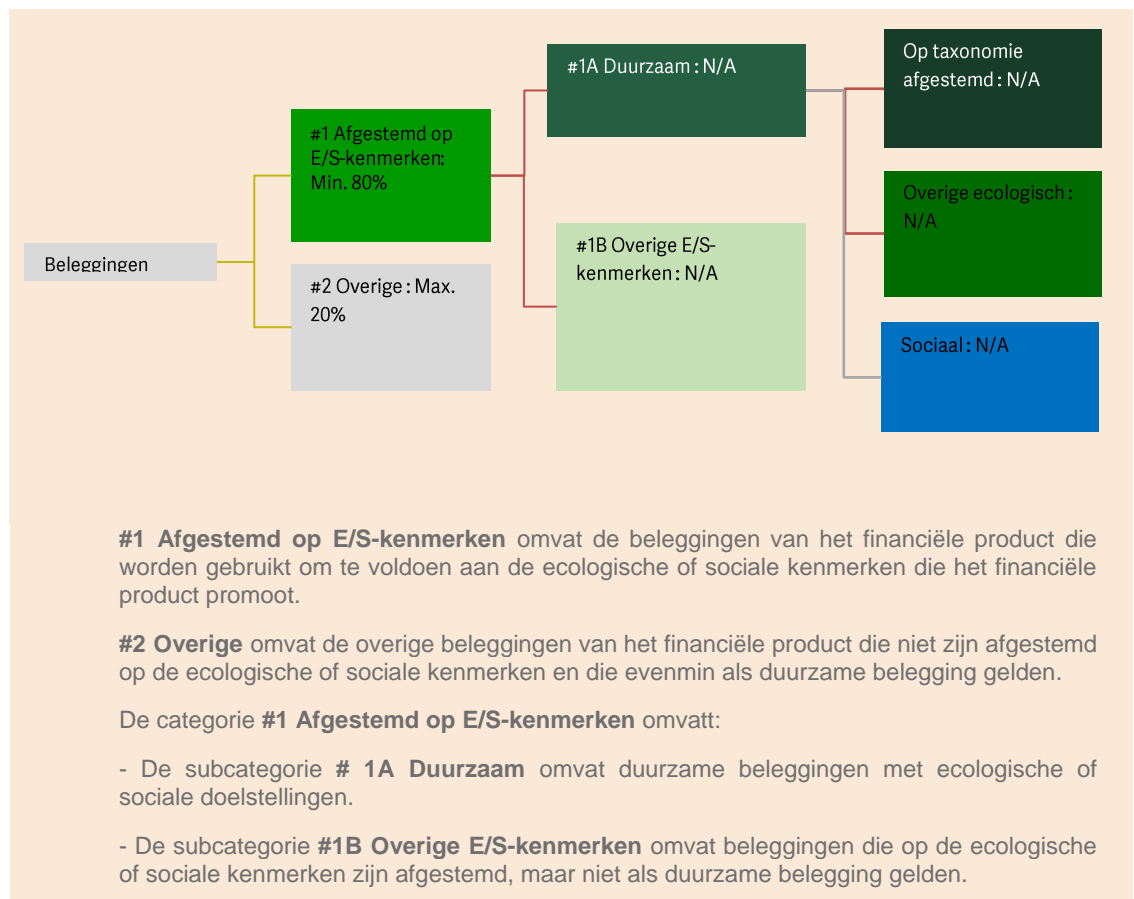 Beleggingen
#1 Afgestemd op
E/S-kenmerken:
Min. 80%
#2 Overige : Max.
20%
#1A Duurzaam : N/A
#1B Overige E/S-
kenmerken : N/A
Op taxonomie
afgestemd : N/A
Overige ecologisch :
N/A
Sociaal : N/A
#1 Afgestemd op E/S-kenmerken omvat de beleggingen van het financiële product die
worden gebruikt om te voldoen aan de ecologische of sociale kenmerken die het financiële
product promoot.
#2 Overige omvat de overige beleggingen van het financiële product die niet zijn afgestemd
op de ecologische of sociale kenmerken en die evenmin als duurzame belegging gelden.
De categorie #1 Afgestemd op E/S-kenmerken omvatt:
- De subcategorie # 1A Duurzaam omvat duurzame beleggingen met ecologische of
sociale doelstellingen.
- De subcategorie #1B Overige E/S-kenmerken omvat beleggingen die op de ecologische
of sociale kenmerken zijn afgestemd, maar niet als duurzame belegging gelden.